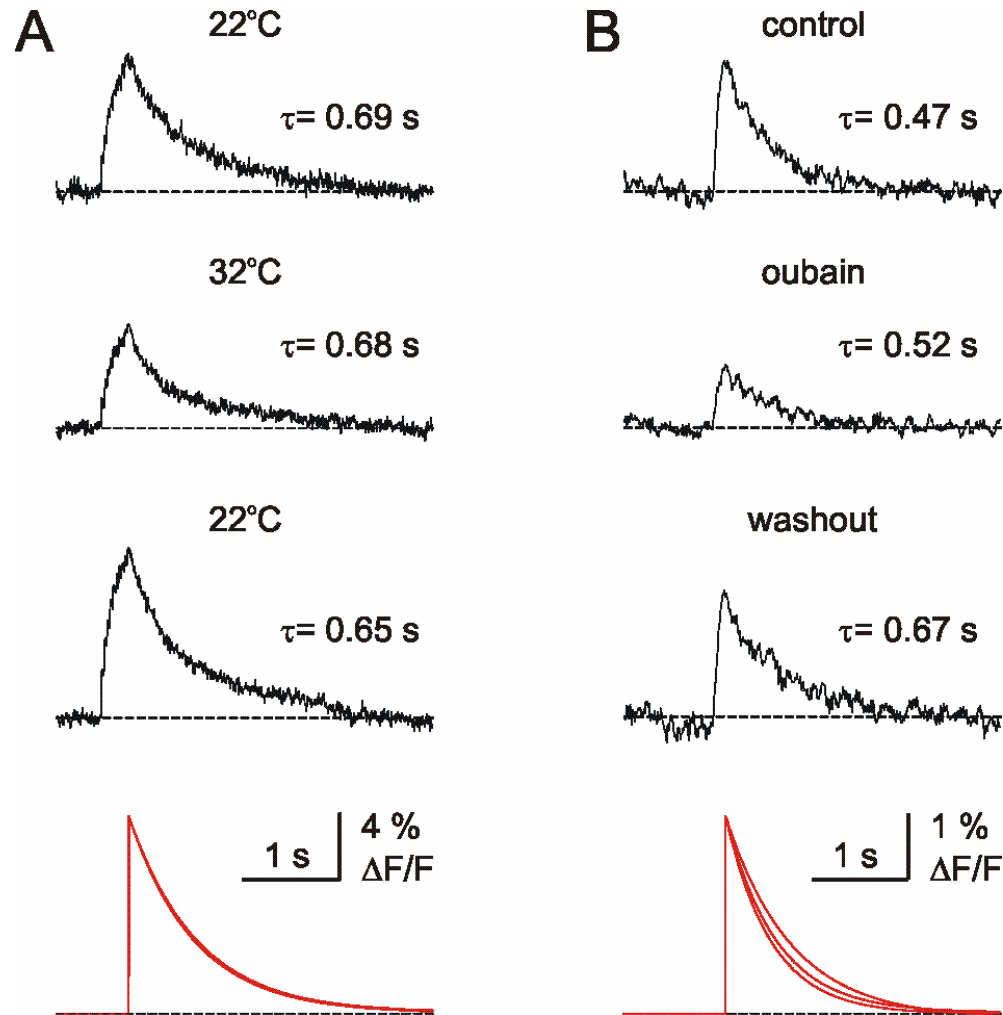 A
22°C
τ= 0.69 s
32°C
τ= 0.68 s
22°C
τ= 0.65 s
1 s
4 %
ΔF/F
B
control
τ= 0.47 s
oubain
τ= 0.52 s
washout
τ= 0.67 s
1 s
1 %
ΔF/F